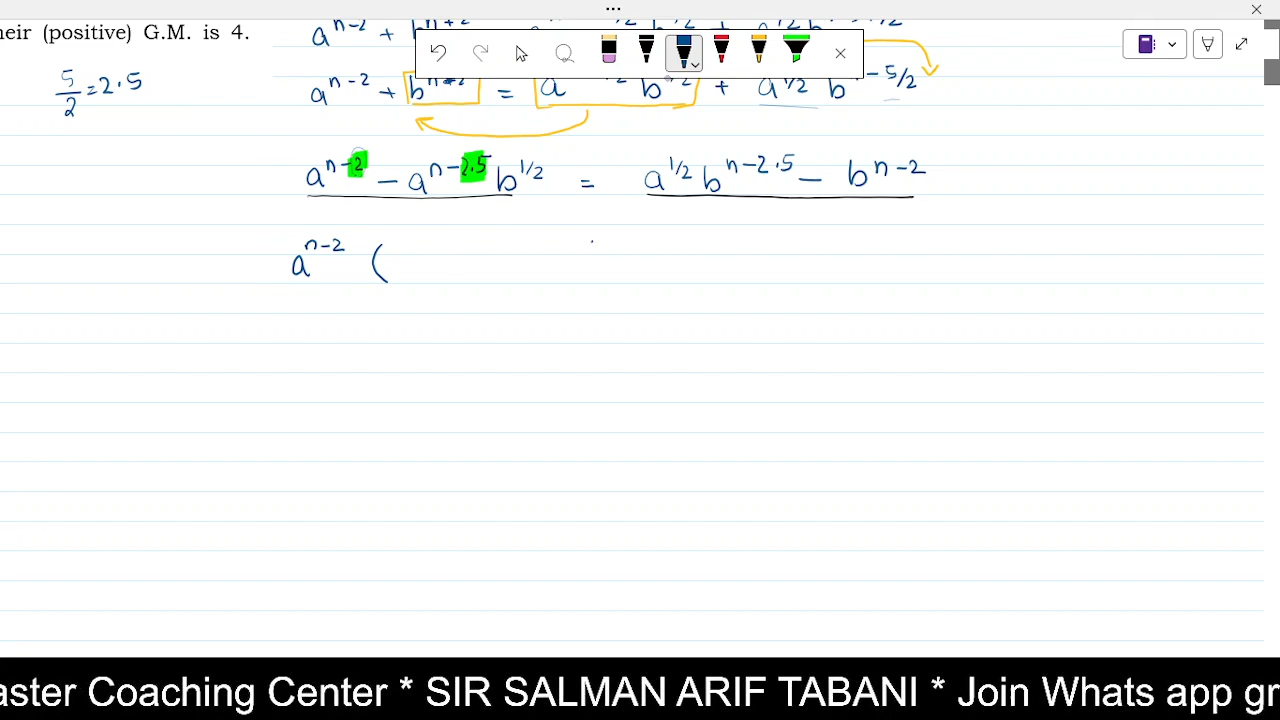 ...
heir (positive) G.M. is 4.
5/2 = 2.5
a^{n-2} +
a^{n-2} + b^{n-2} = a b + a^{1/2} b^{-5/2}
a^{n-2} - a^{n-2.5} b^{1/2} = a^{1/2} b^{n-2.5} - b^{n-2}
a^{n-2} (
aster Coaching Center * SIR SALMAN ARIF TABANI * Join Whats app gr